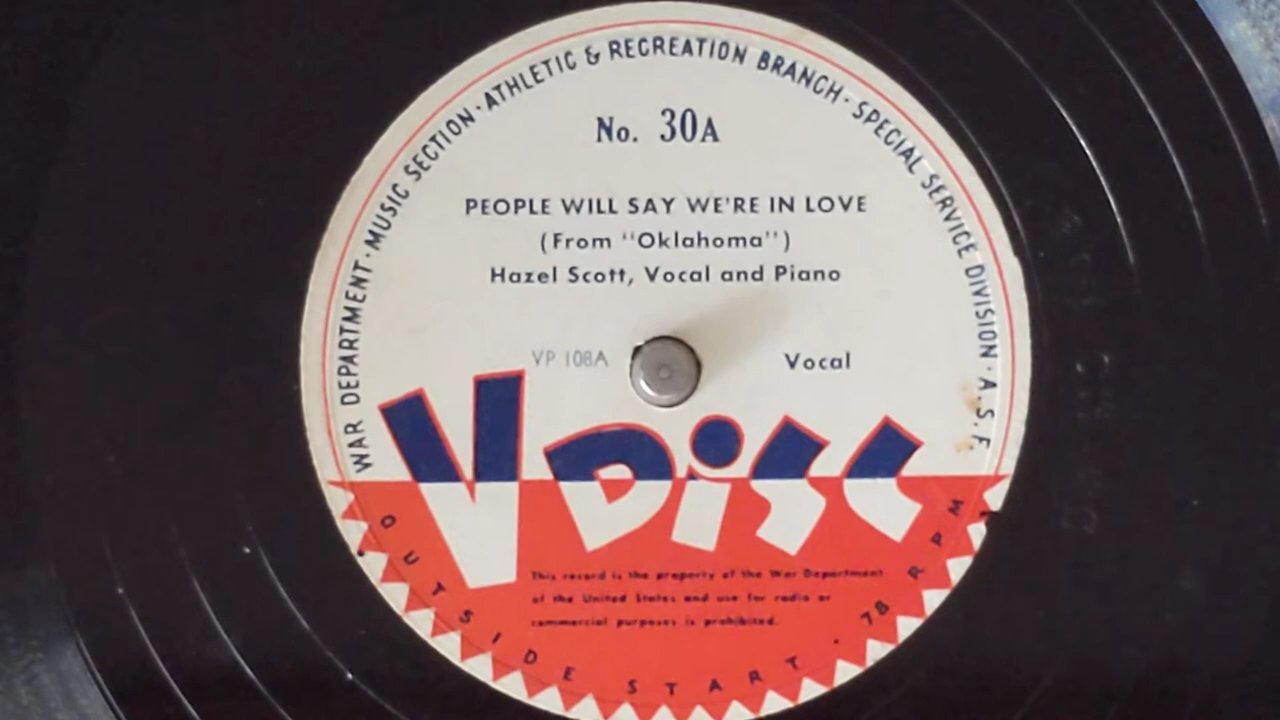 WAR DEPARTMENT · MUSIC SECTION · ATHLETIC & RECREATION BRANCH · SPECIAL SERVICE DIVISION · A. S. F.
No. 30A
PEOPLE WILL SAY WE'RE IN LOVE
(From "Oklahoma")
Hazel Scott, Vocal and Piano
VP 108A Vocal
V DiSC
This record is the property of the War Department
of the United States and use for radio or
commercial purposes is prohibited.
OUTSIDE START · 78 RPM